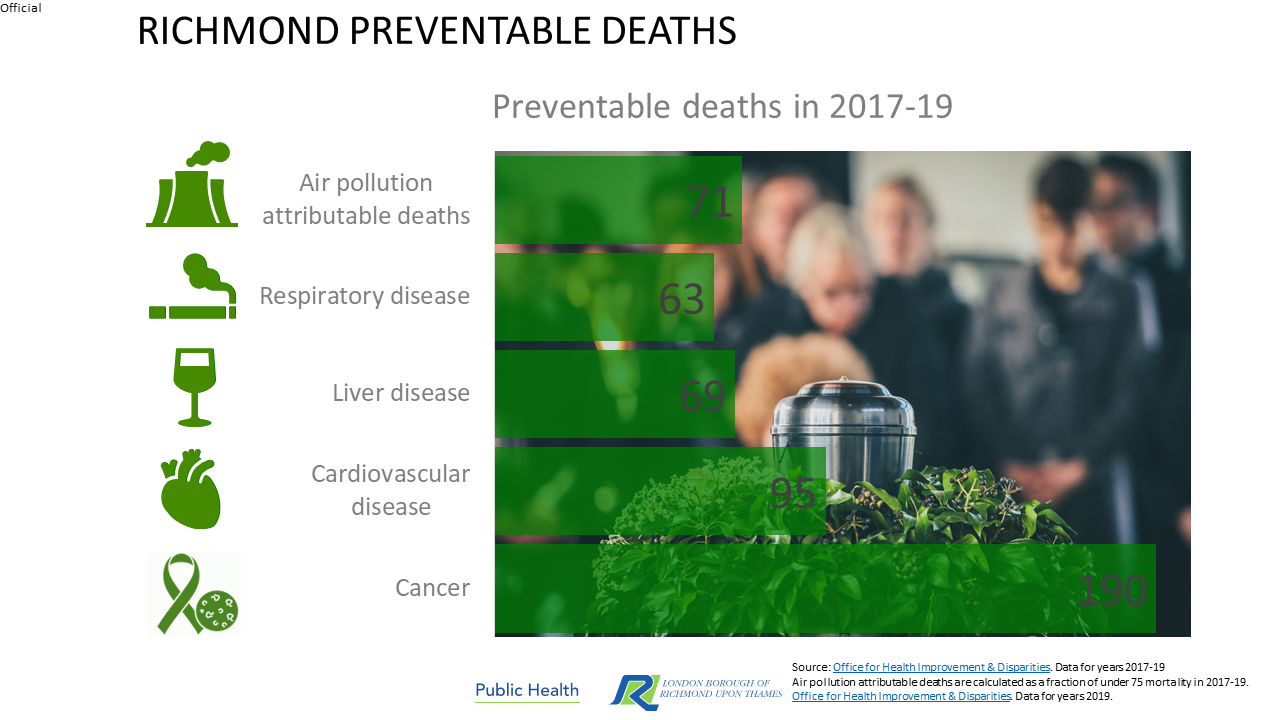 Official
RICHMOND PREVENTABLE DEATHS
Preventable deaths in 2017-19
Air pollution
attributable deaths
71
Respiratory disease
63
Liver disease
69
Cardiovascular
disease
95
Cancer
190
Public Health
LONDON BOROUGH OF
RICHMOND UPON THAMES
Source: Office for Health Improvement & Disparities. Data for years 2017-19
Air pollution attributable deaths are calculated as a fraction of under 75 mortality in 2017-19.
Office for Health Improvement & Disparities. Data for years 2019.